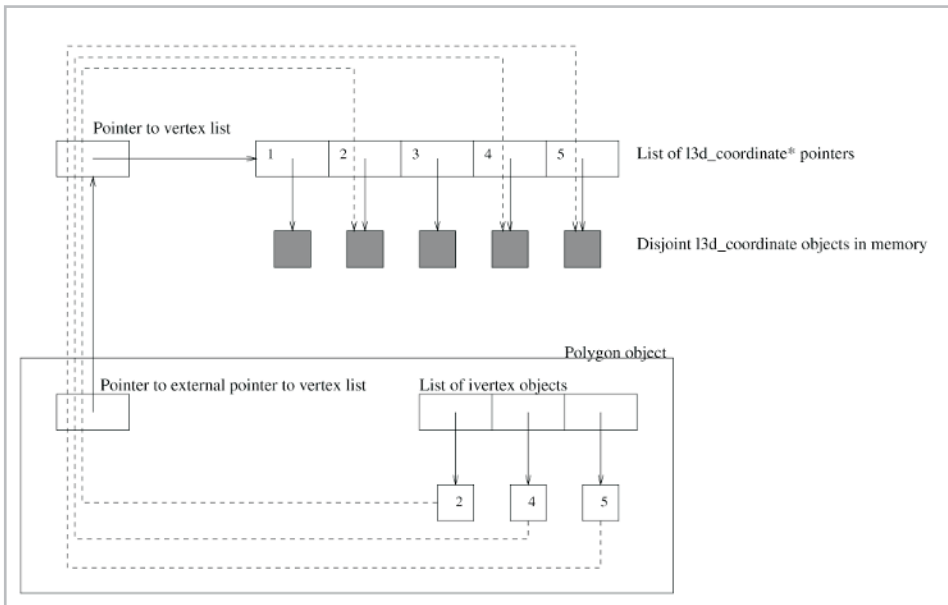 Pointer to vertex list
1 2 3 4 5
List of l3d_coordinate* pointers
Disjoint l3d_coordinate objects in memory
Polygon object
Pointer to external pointer to vertex list
List of ivertex objects
2 4 5